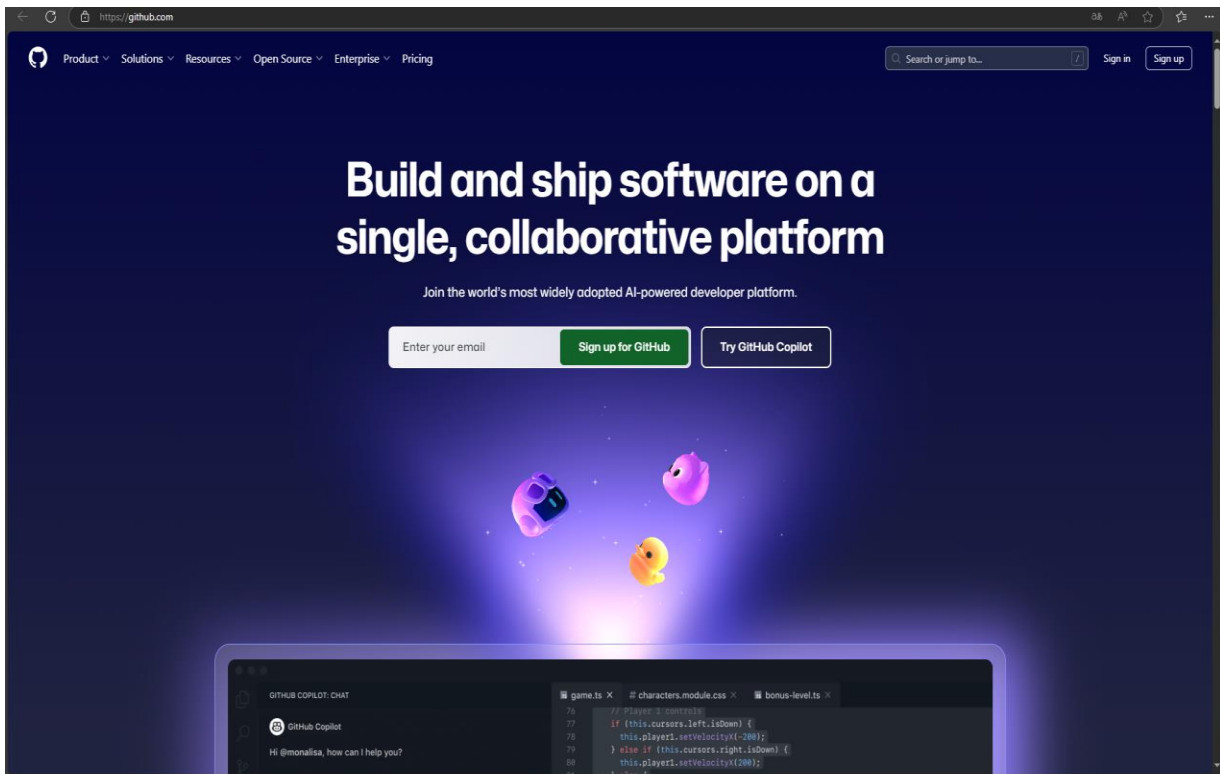 https://github.com
Product Solutions Resources Open Source Enterprise Pricing
Search or jump to... /
Sign in
Sign up
Build and ship software on a
single, collaborative platform
Join the world's most widely adopted AI-powered developer platform.
Enter your email
Sign up for GitHub
Try GitHub Copilot
GITHUB COPILOT: CHAT
GitHub Copilot
Hi @monalisa, how can I help you?
game.ts × # characters.module.css × bonus-level.ts ×
76 // Player 1 controls
77 if (this.cursors.left.isDown) {
78 this.player1.setVelocityX(-200);
79 } else if (this.cursors.right.isDown) {
80 this.player1.setVelocityX(200);